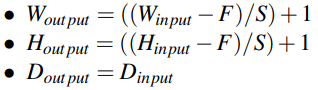 • W_output = ((W_input − F)/S) + 1
• H_output = ((H_input − F)/S) + 1
• D_output = D_input